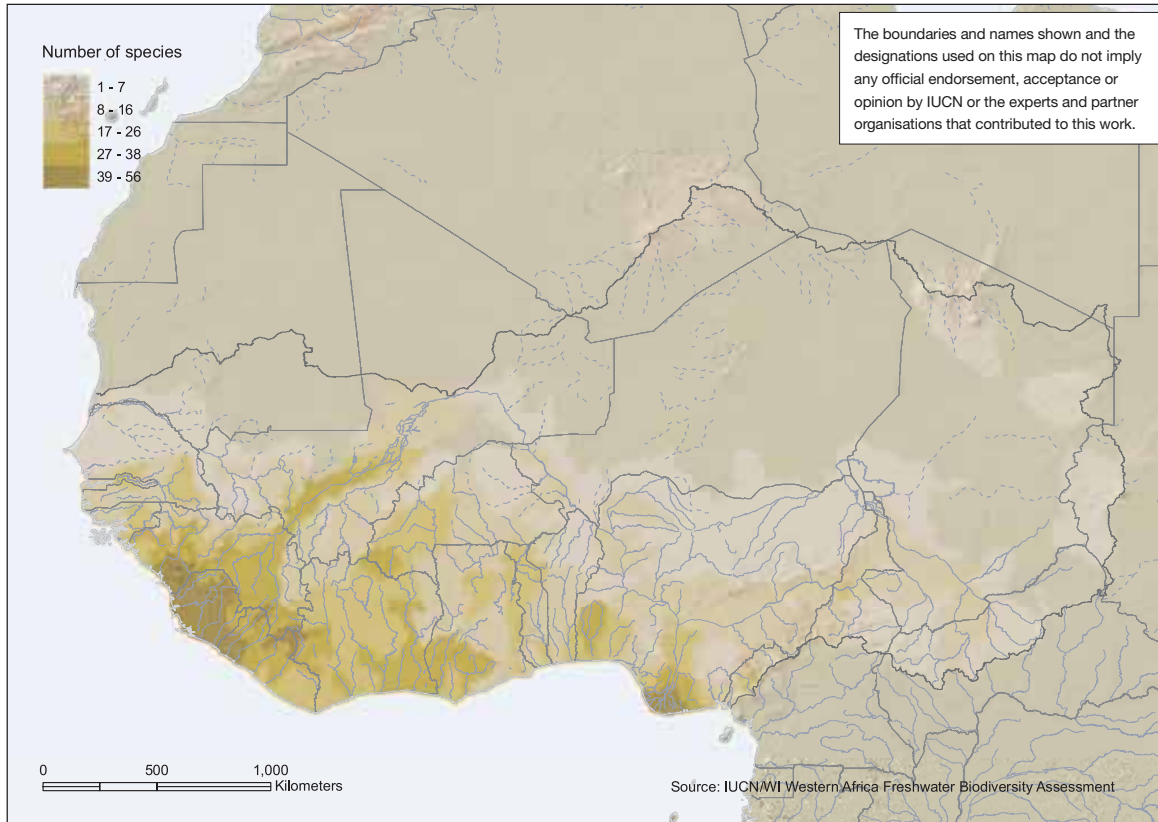 Number of species
1 - 7
8 - 16
17 - 26
27 - 38
39 - 56
The boundaries and names shown and the
designations used on this map do not imply
any official endorsement, acceptance or
opinion by IUCN or the experts and partner
organisations that contributed to this work.
0 500 1,000
Kilometers
Source: IUCN/WI Western Africa Freshwater Biodiversity Assessment